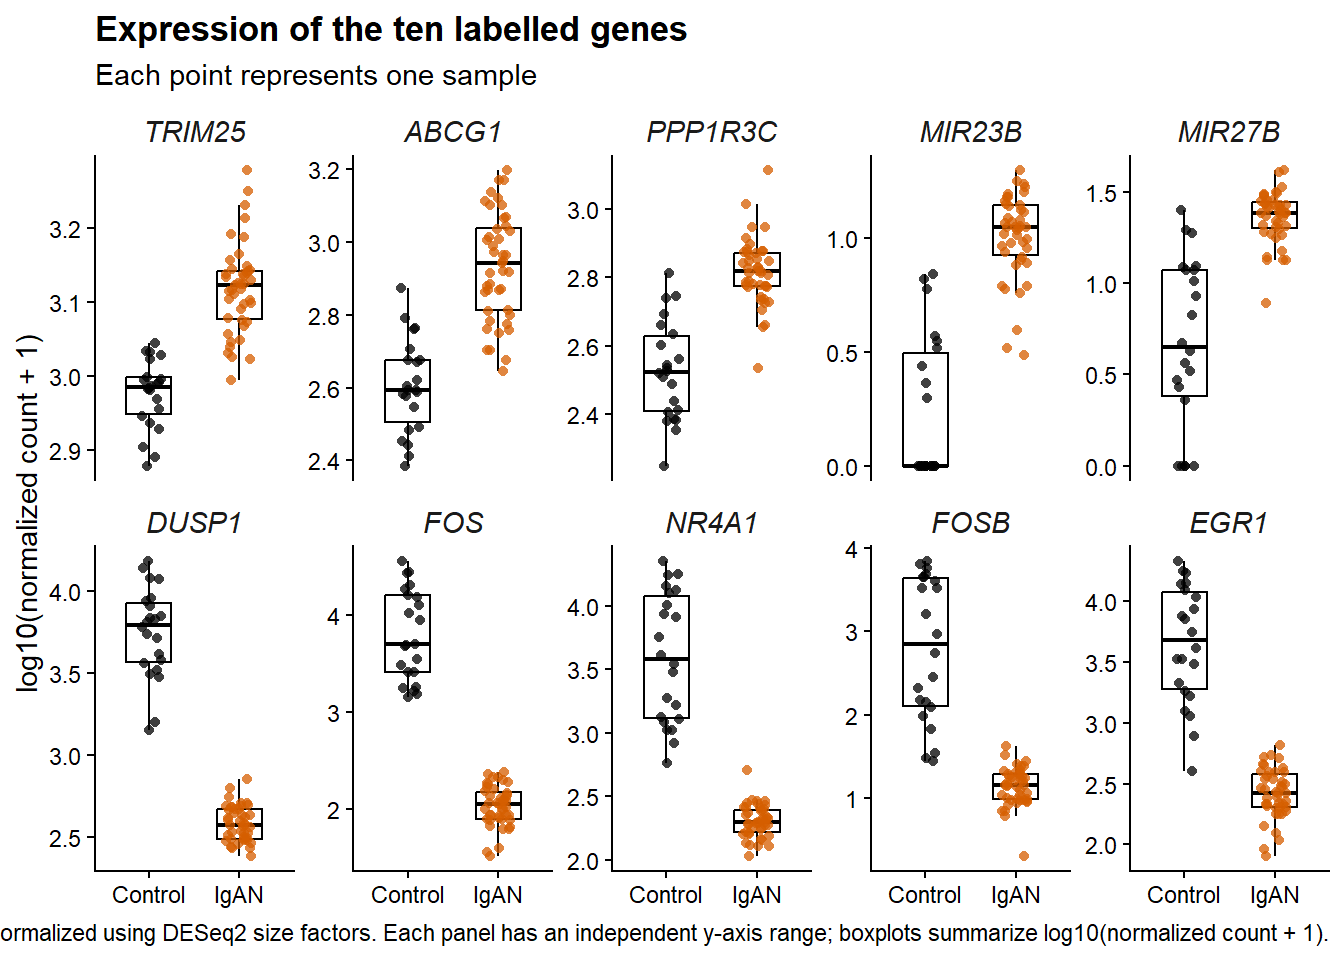 Expression of the ten labelled genes
Each point represents one sample
TRIM25 ABCG1 PPP1R3C MIR23B MIR27B
3.2 3.1 3.0 2.9
3.2 3.0 2.8 2.6 2.4
3.0 2.8 2.6 2.4
1.0 0.5 0.0
1.5 1.0 0.5 0.0
log10(normalized count + 1)
DUSP1 FOS NR4A1 FOSB EGR1
4.0 3.5 3.0 2.5
4 3 2
4.0 3.5 3.0 2.5 2.0
4 3 2 1
4.0 3.5 3.0 2.5 2.0
Control IgAN Control IgAN Control IgAN Control IgAN Control IgAN
ormalized using DESeq2 size factors. Each panel has an independent y-axis range; boxplots summarize log10(normalized count + 1).